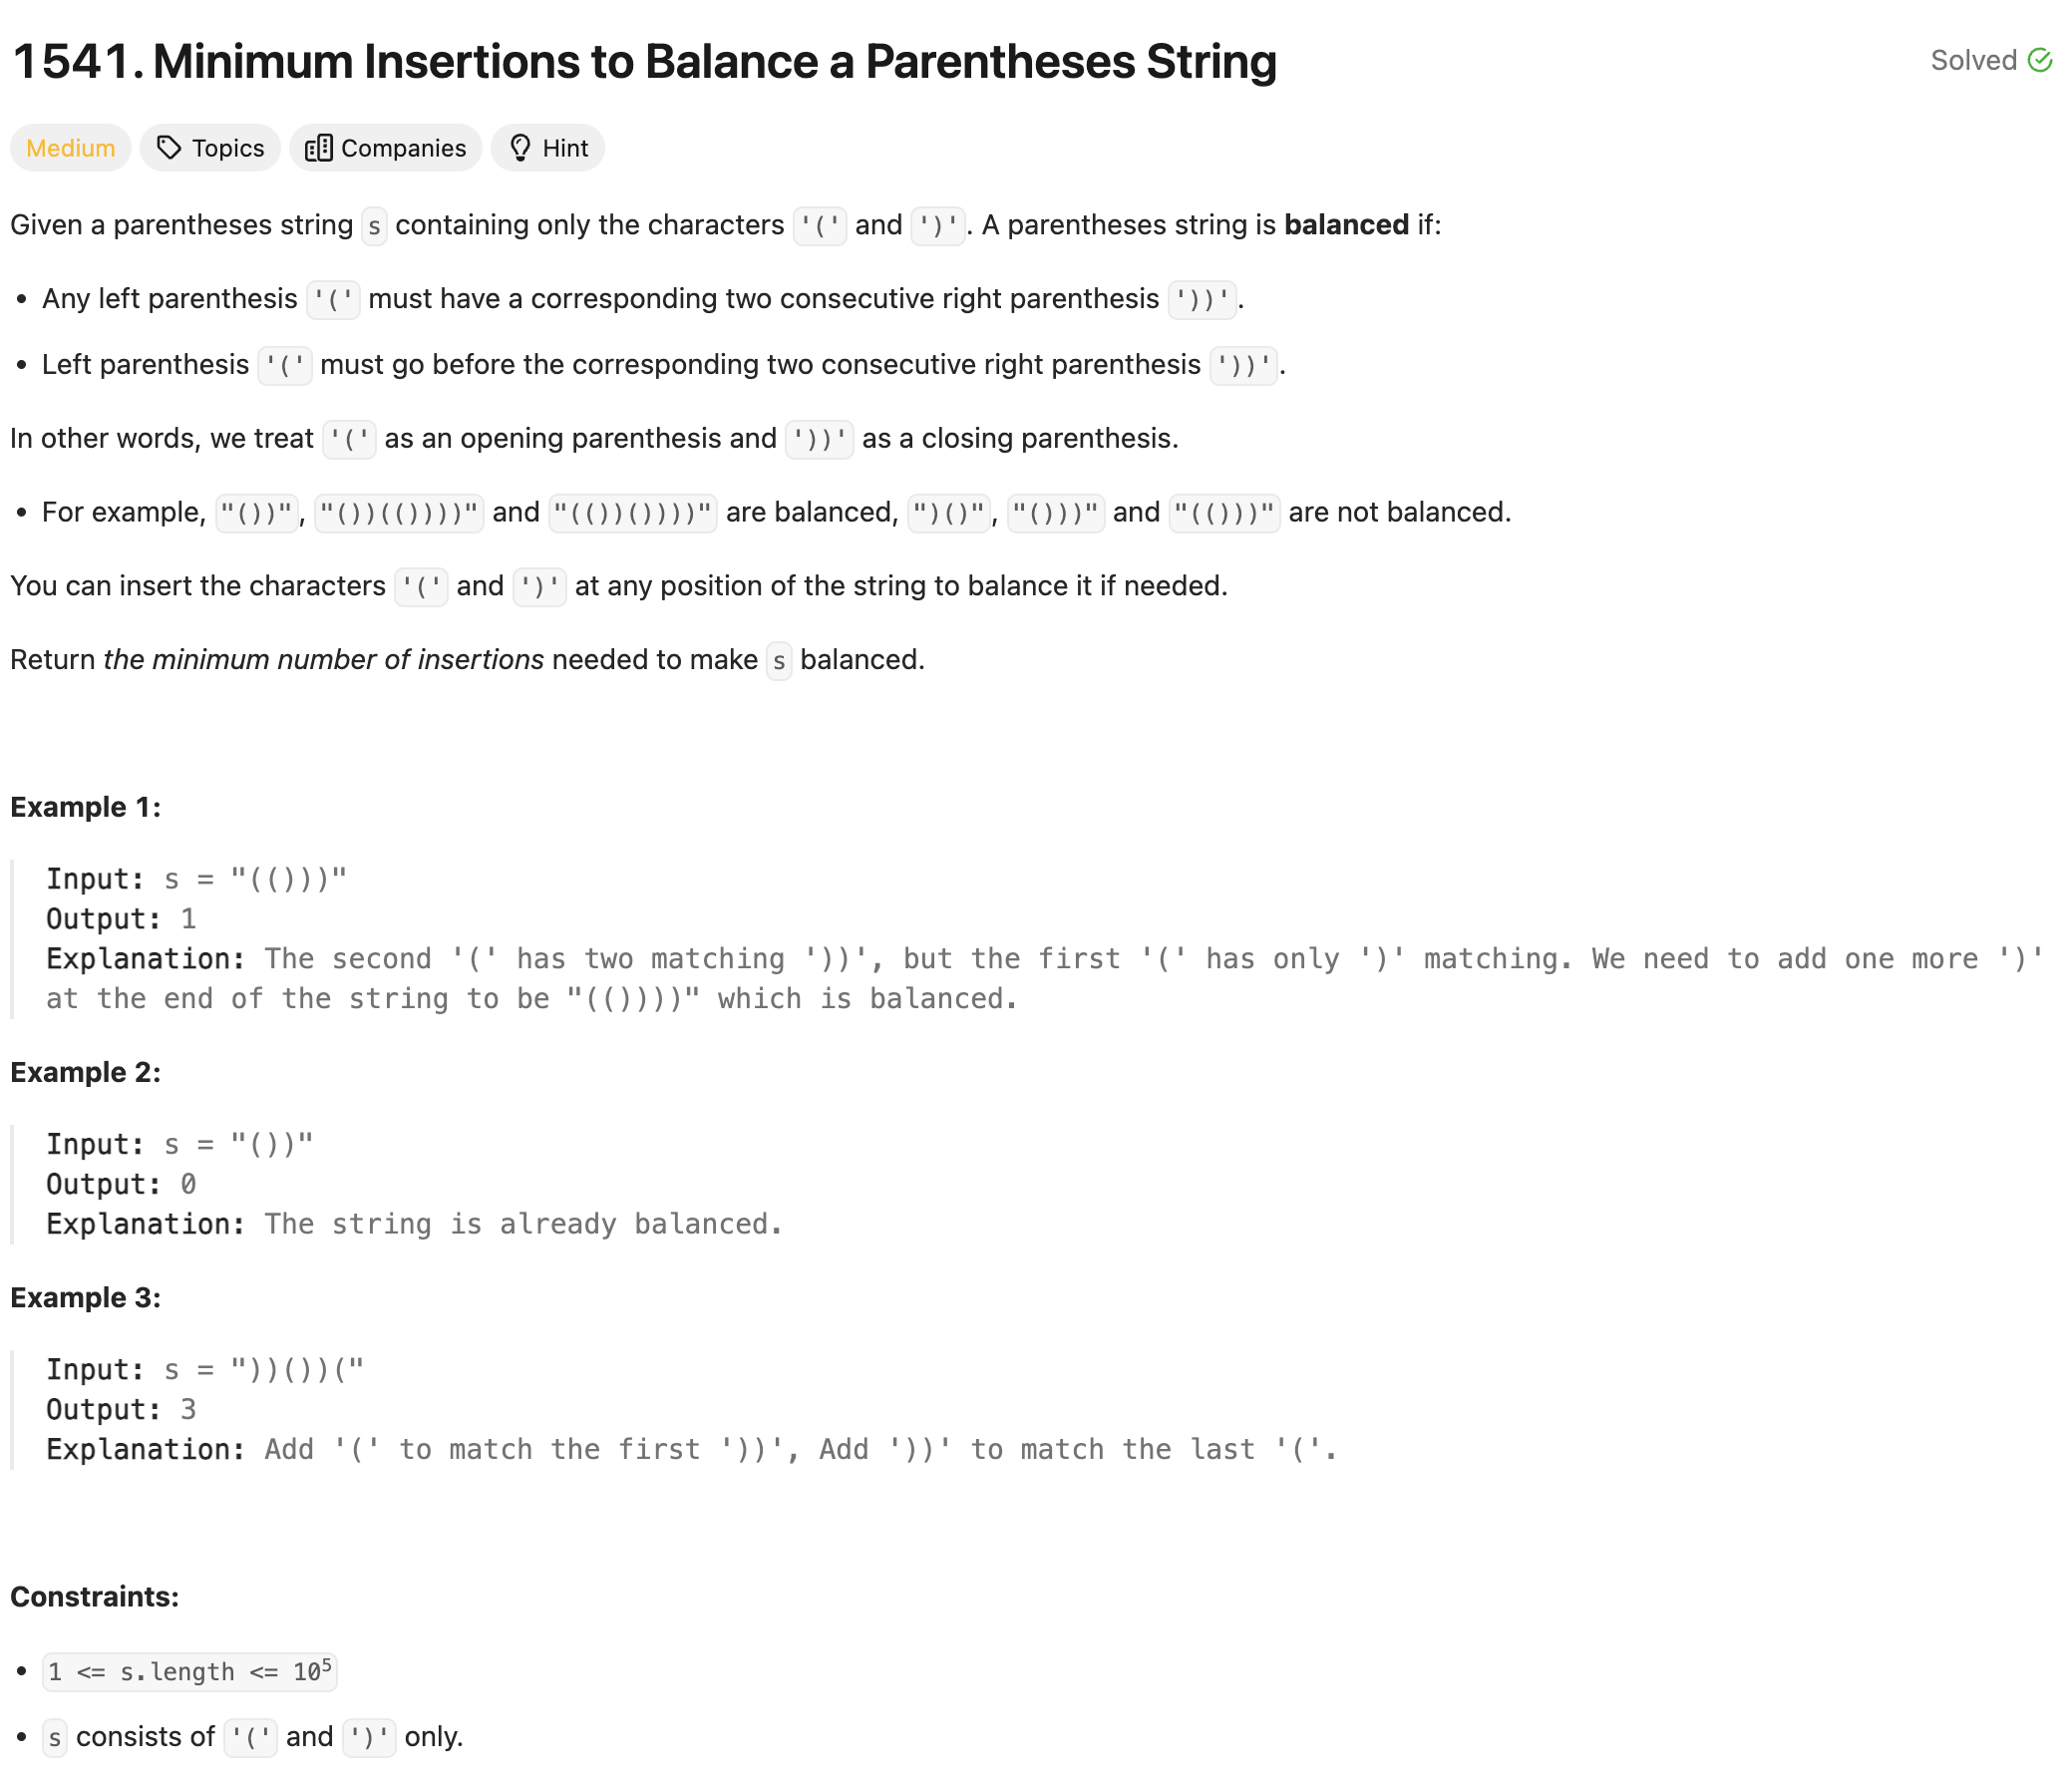 1541. Minimum Insertions to Balance a Parentheses String
Solved
Medium Topics Companies Hint
Given a parentheses string s containing only the characters '(' and ')'. A parentheses string is balanced if:
• Any left parenthesis '(' must have a corresponding two consecutive right parenthesis '))'.
• Left parenthesis '(' must go before the corresponding two consecutive right parenthesis '))'.
In other words, we treat '(' as an opening parenthesis and '))' as a closing parenthesis.
• For example, "())", "())(())))" and "(())())))" are balanced, ")()", "()))" and "(()))" are not balanced.
You can insert the characters '(' and ')' at any position of the string to balance it if needed.
Return the minimum number of insertions needed to make s balanced.
Example 1:
Input: s = "(()))"
Output: 1
Explanation: The second '(' has two matching '))', but the first '(' has only ')' matching. We need to add one more ')'
at the end of the string to be "(())))" which is balanced.
Example 2:
Input: s = "())"
Output: 0
Explanation: The string is already balanced.
Example 3:
Input: s = "))())("
Output: 3
Explanation: Add '(' to match the first '))', Add '))' to match the last '('.
Constraints:
• 1 <= s.length <= 10⁵
• s consists of '(' and ')' only.